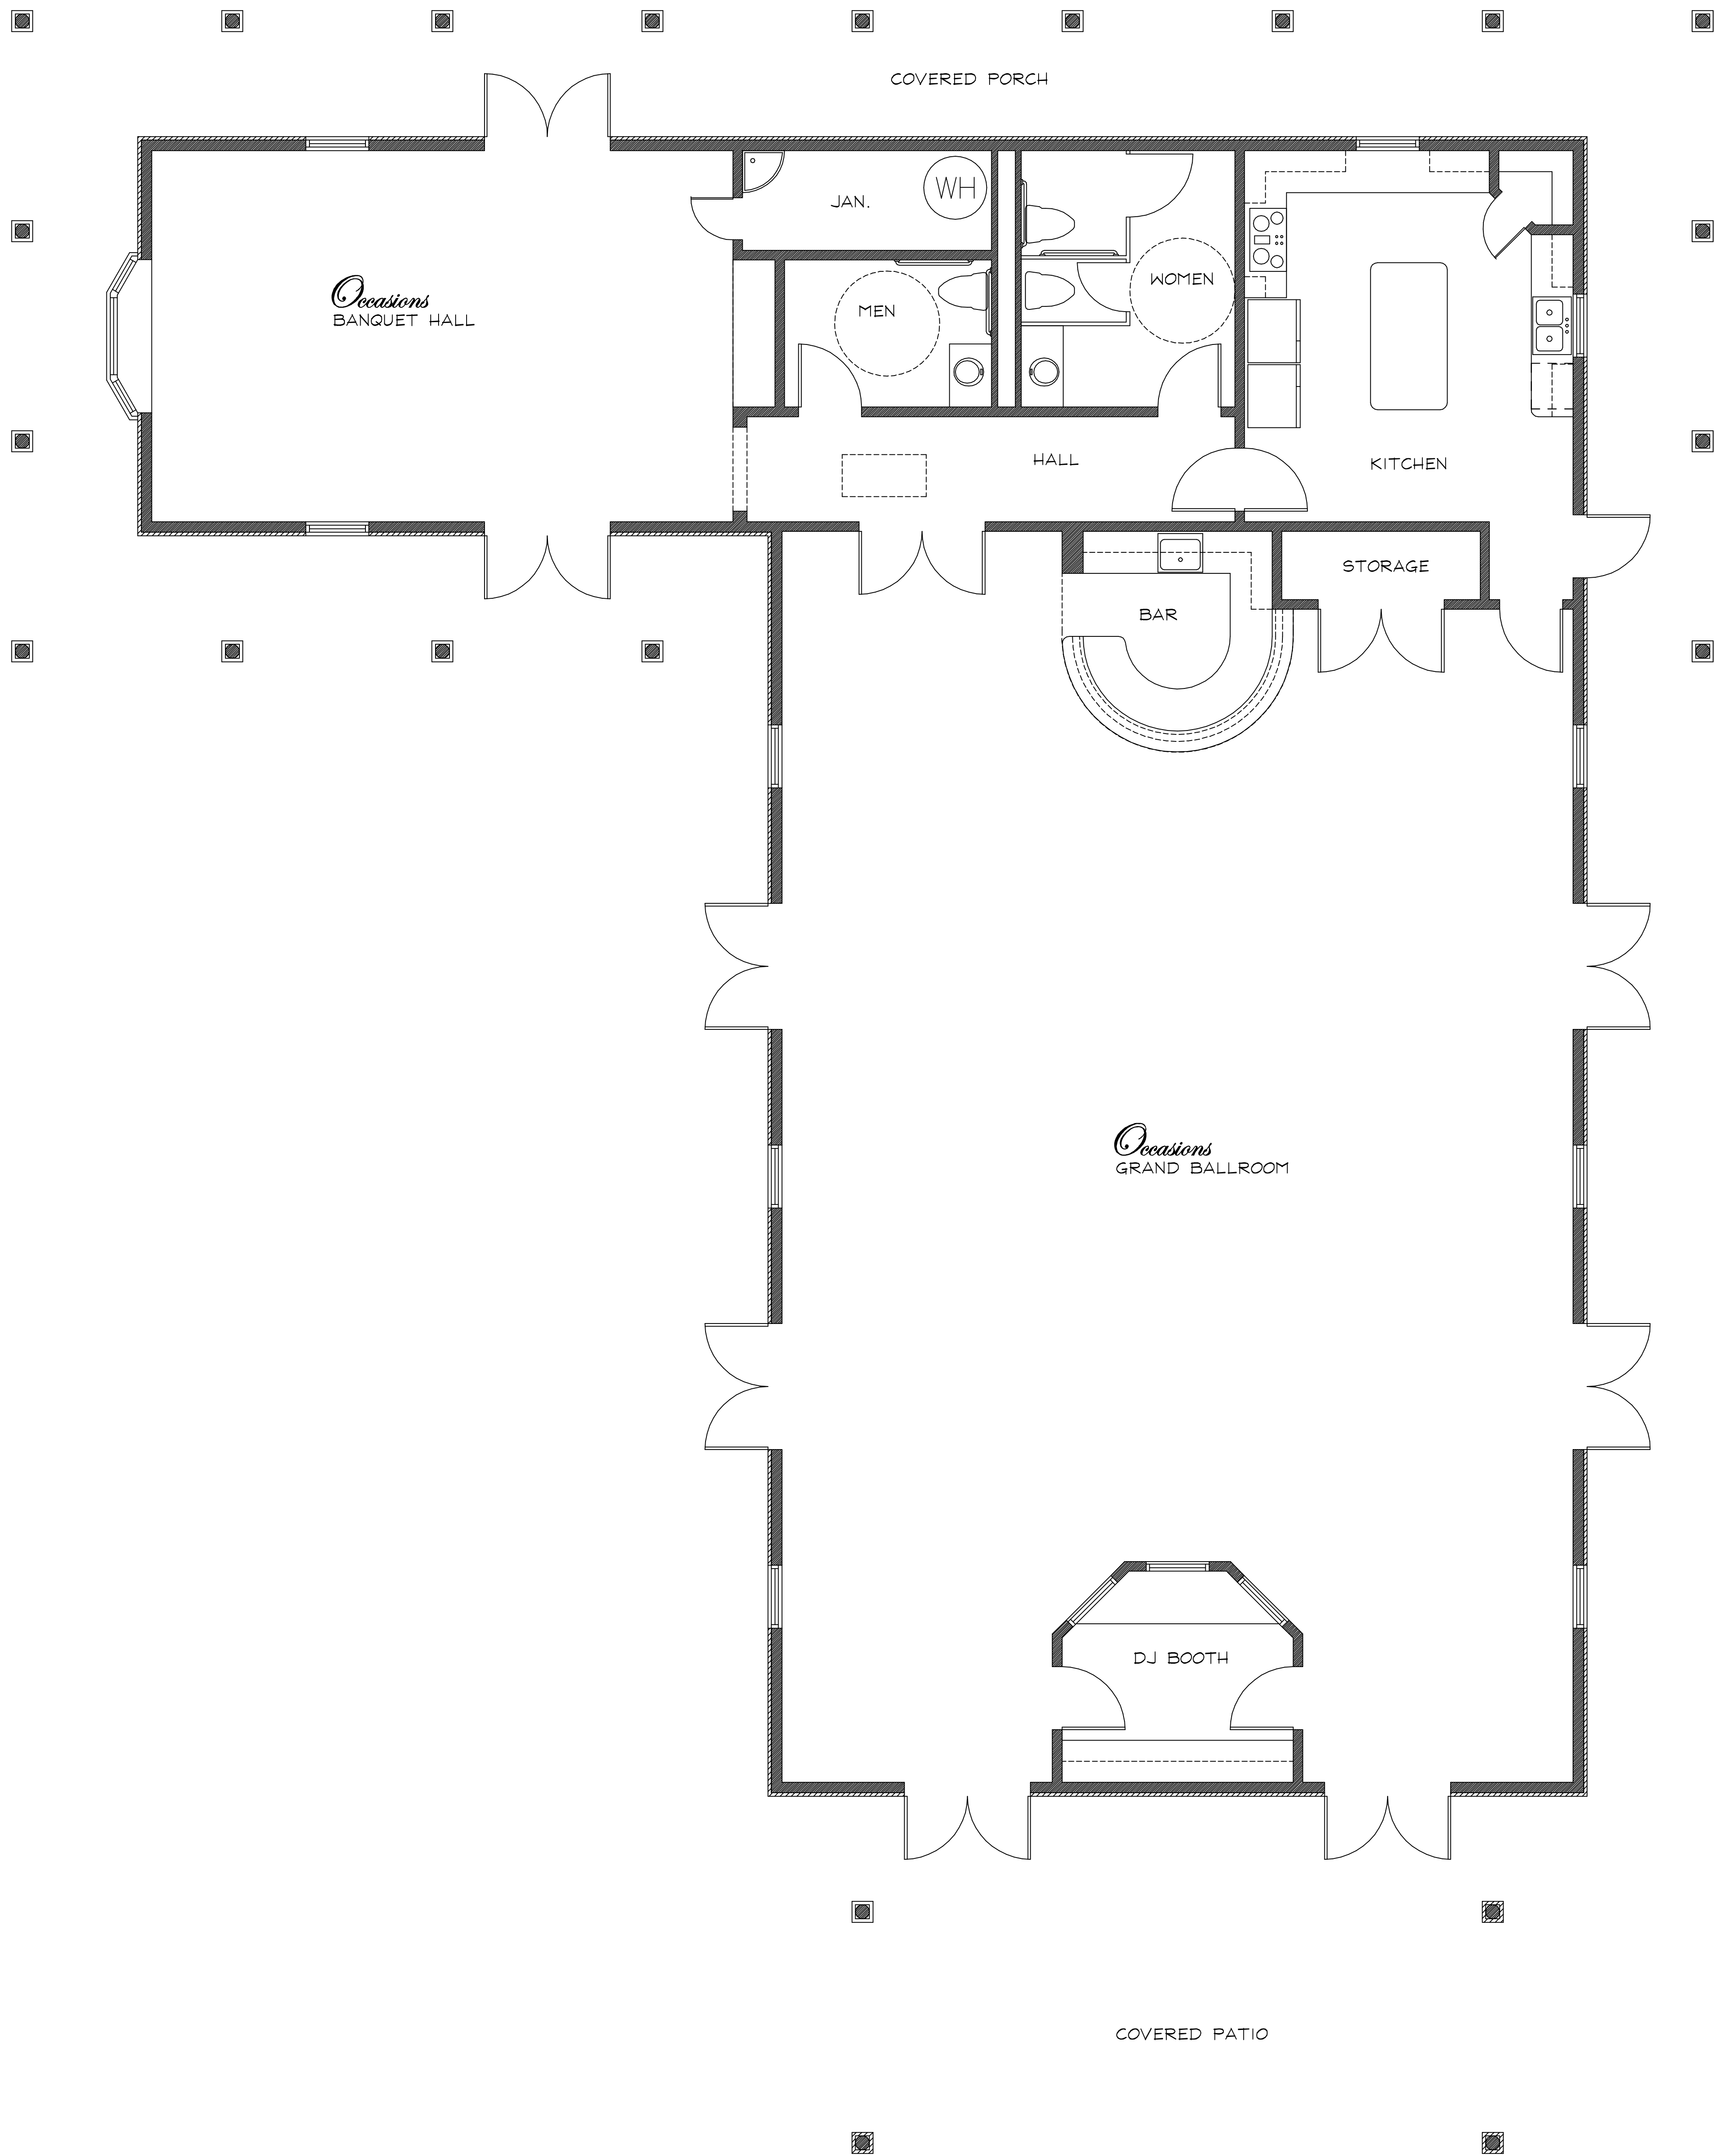 COVERED PORCH
WH
JAN.
WOMEN
Occasions
BANQUET HALL
MEN
HALL
KITCHEN
STORAGE
BAR
Occasions
GRAND BALLROOM
DJ BOOTH
COVERED PATIO